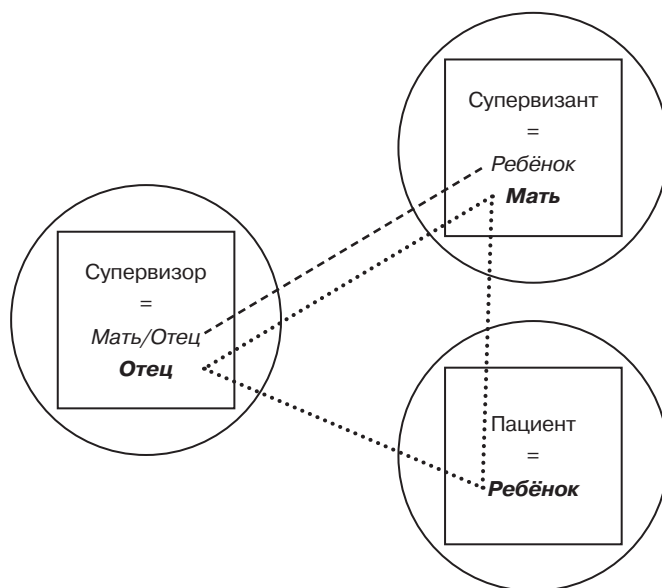 Супервизант
=
Ребёнок
Мать
Супервизор
=
Мать/Отец
Отец
Пациент
=
Ребёнок